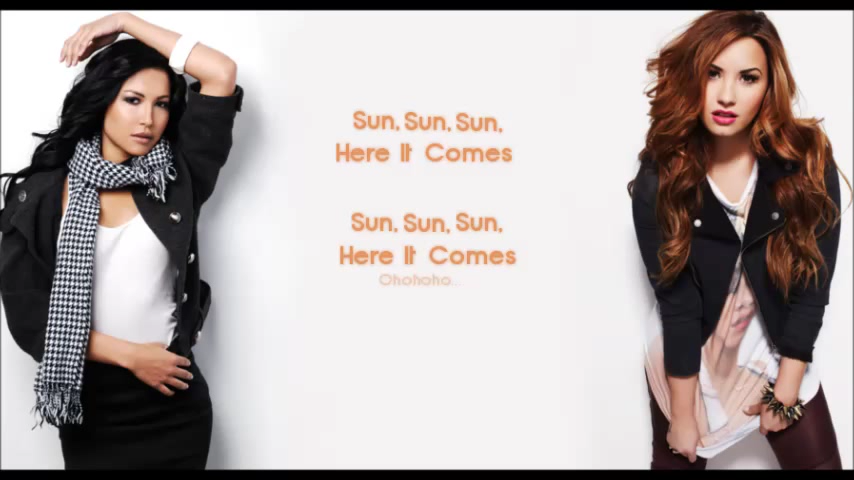 Sun, Sun, Sun,
Here It Comes
Sun, Sun, Sun,
Here It Comes
Ohohoho...